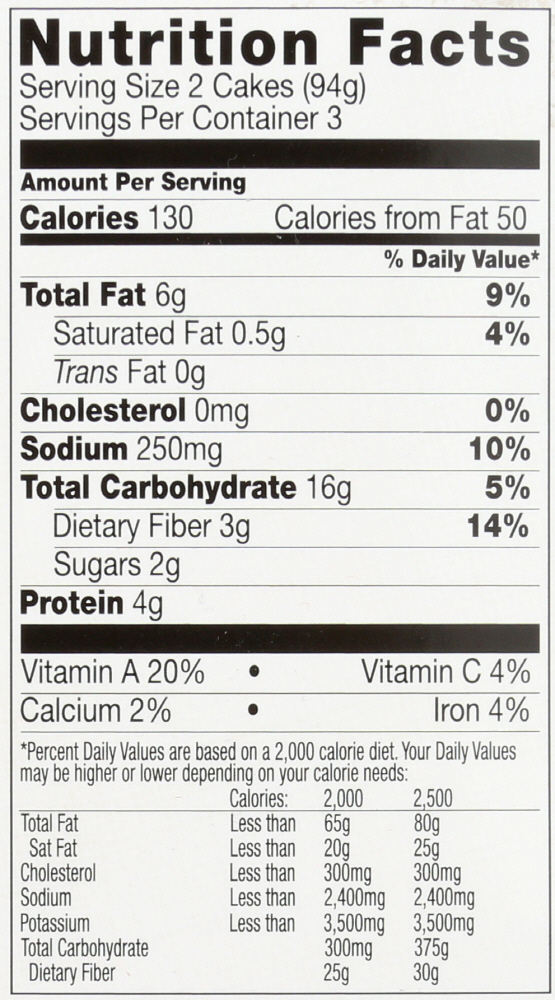 Nutrition Facts
Serving Size 2 Cakes (94g)
Servings Per Container 3
Amount Per Serving
Calories 130 Calories from Fat 50
% Daily Value*
Total Fat 6g 9%
Saturated Fat 0.5g 4%
Trans Fat 0g
Cholesterol 0mg 0%
Sodium 250mg 10%
Total Carbohydrate 16g 5%
Dietary Fiber 3g 14%
Sugars 2g
Protein 4g
Vitamin A 20% • Vitamin C 4%
Calcium 2% • Iron 4%
*Percent Daily Values are based on a 2,000 calorie diet. Your Daily Values
may be higher or lower depending on your calorie needs:
Calories: 2,000 2,500
Total Fat Less than 65g 80g
Sat Fat Less than 20g 25g
Cholesterol Less than 300mg 300mg
Sodium Less than 2,400mg 2,400mg
Potassium Less than 3,500mg 3,500mg
Total Carbohydrate 300mg 375g
Dietary Fiber 25g 30g